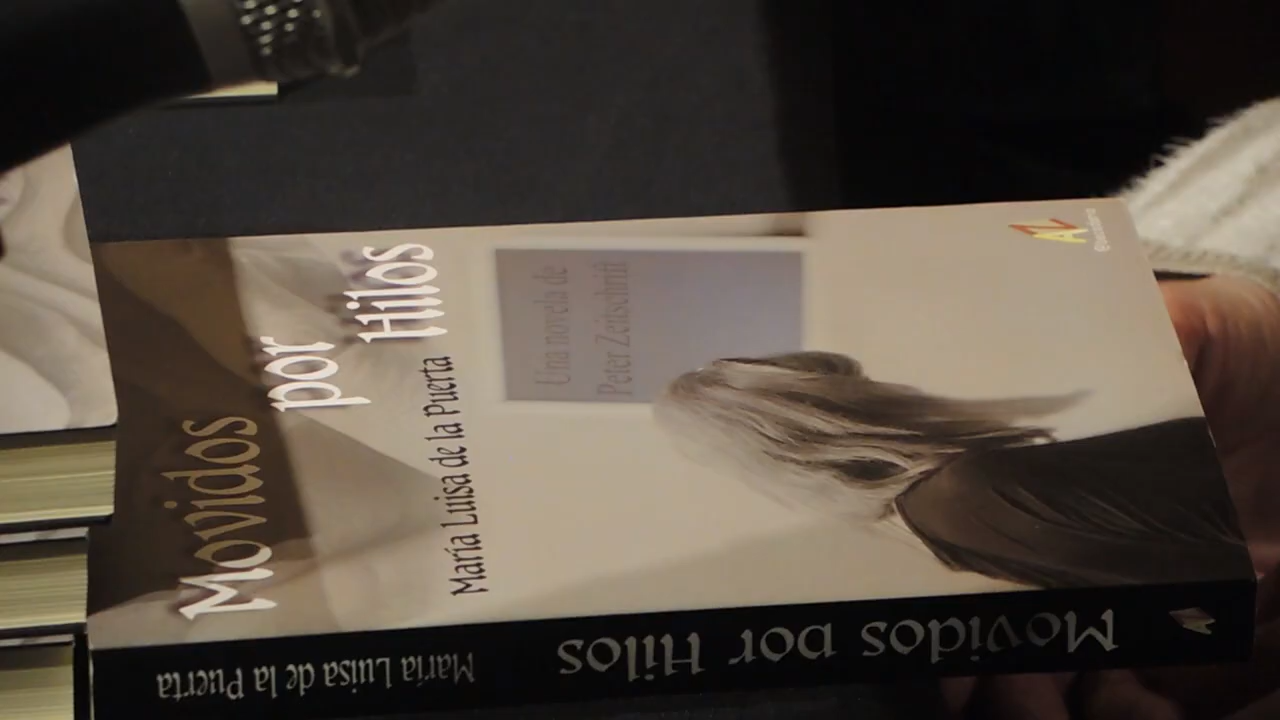 Movidos
por
Hilos
María Luisa de la Puerta
Una novela de
Peter Zeitschrift
AZ
María Luisa de la Puerta
Movidos por Hilos